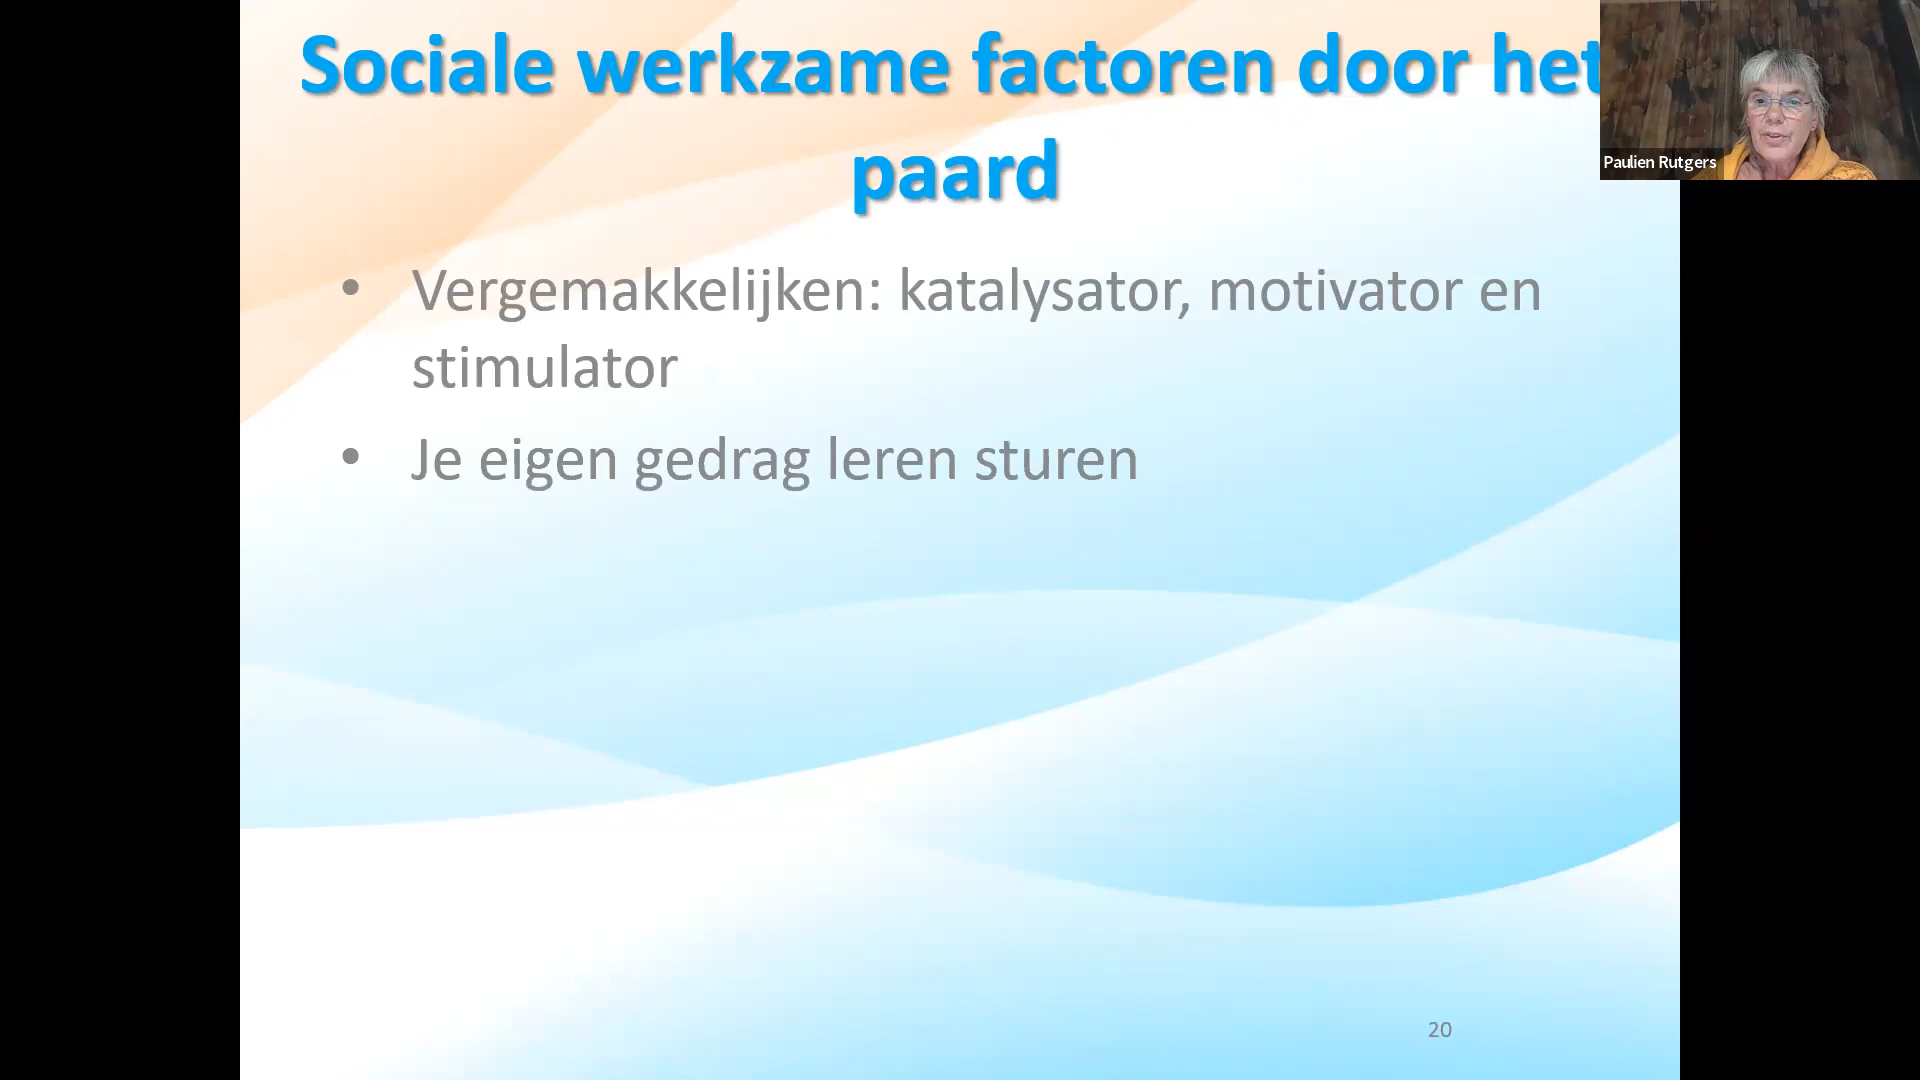 Sociale werkzame factoren door het
paard
Paulien Rutgers
• Vergemakkelijken: katalysator, motivator en
stimulator
• Je eigen gedrag leren sturen
20